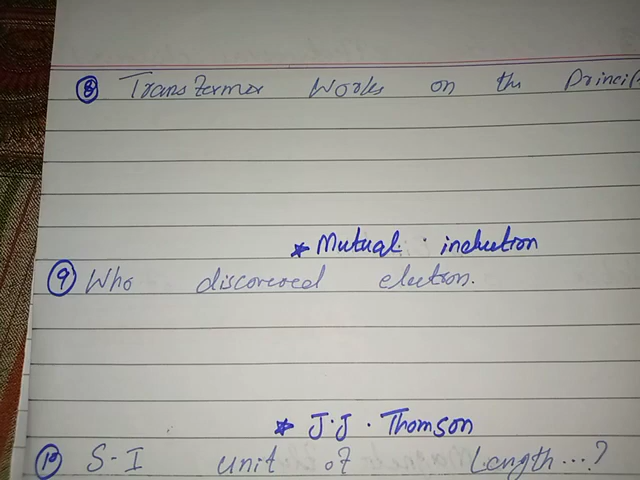 8 Transformer Works on the Princip
* Mutual induction
9 Who discovered electron.
* J.J. Thomson
10 S-I unit of Length...?